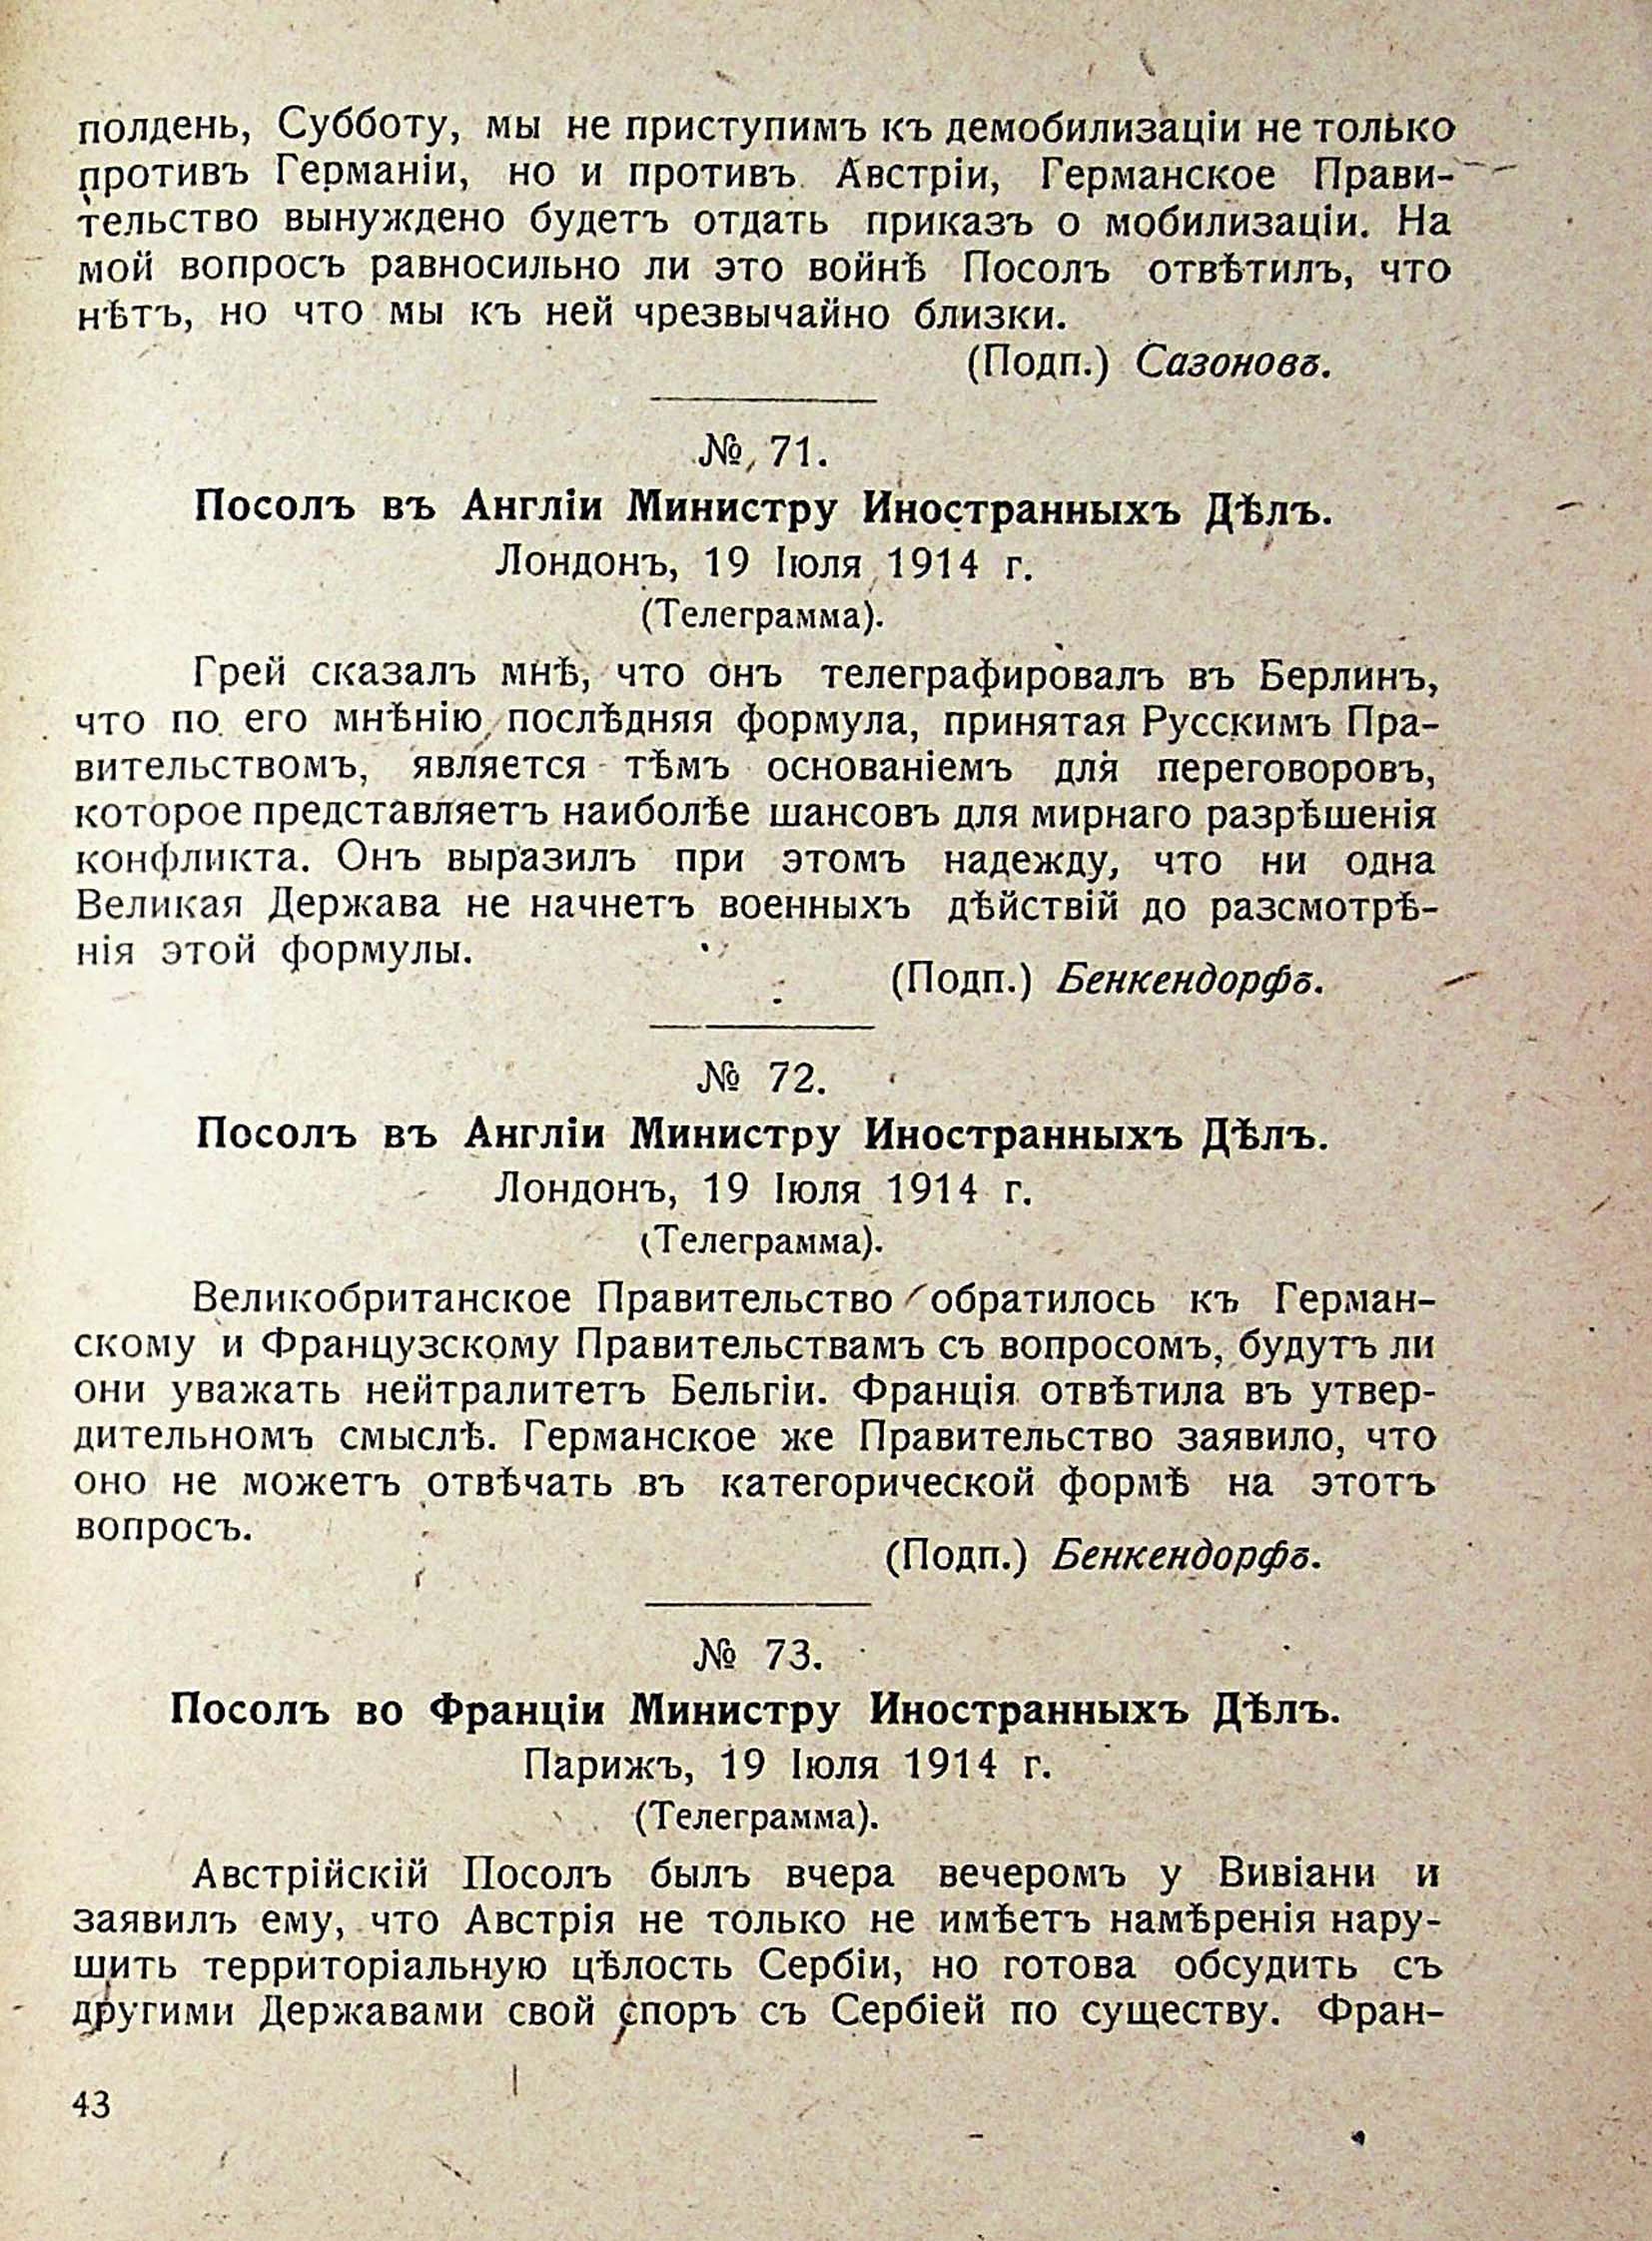 полдень, Субботу, мы не приступимъ къ демобилизаціи не только
противъ Германіи, но и противъ Австріи, Германское Прави-
тельство вынуждено будетъ отдать приказъ о мобилизаціи. На
мой вопросъ равносильно ли это войнѣ Посолъ отвѣтилъ, что
нѣтъ, но что мы къ ней чрезвычайно близки.
(Подп.) Сазоновъ.
№ 71.
Посолъ въ Англіи Министру Иностранныхъ Дѣлъ.
Лондонъ, 19 Іюля 1914 г.
(Телеграмма).
Грей сказалъ мнѣ, что онъ телеграфировалъ въ Берлинъ,
что по его мнѣнію послѣдняя формула, принятая Русскимъ Пра-
вительствомъ, является тѣмъ основаніемъ для переговоровъ,
которое представляетъ наиболѣе шансовъ для мирнаго разрѣшенія
конфликта. Онъ выразилъ при этомъ надежду, что ни одна
Великая Держава не начнетъ военныхъ дѣйствій до разсмотрѣ-
нія этой формулы.
(Подп.) Бенкендорфъ.
№ 72.
Посолъ въ Англіи Министру Иностранныхъ Дѣлъ.
Лондонъ, 19 Іюля 1914 г.
(Телеграмма).
Великобританское Правительство обратилось къ Герман-
скому и Французскому Правительствамъ съ вопросомъ, будутъ ли
они уважать нейтралитетъ Бельгіи. Франція отвѣтила въ утвер-
дительномъ смыслѣ. Германское же Правительство заявило, что
оно не можетъ отвѣчать въ категорической формѣ на этотъ
вопросъ.
(Подп.) Бенкендорфъ.
№ 73.
Посолъ во Франціи Министру Иностранныхъ Дѣлъ.
Парижъ, 19 Іюля 1914 г.
(Телеграмма).
Австрійскій Посолъ былъ вчера вечеромъ у Вивіани и
заявилъ ему, что Австрія не только не имѣетъ намѣренія нару-
шить территоріальную цѣлость Сербіи, но готова обсудить съ
другими Державами свой споръ съ Сербіей по существу. Фран-
43